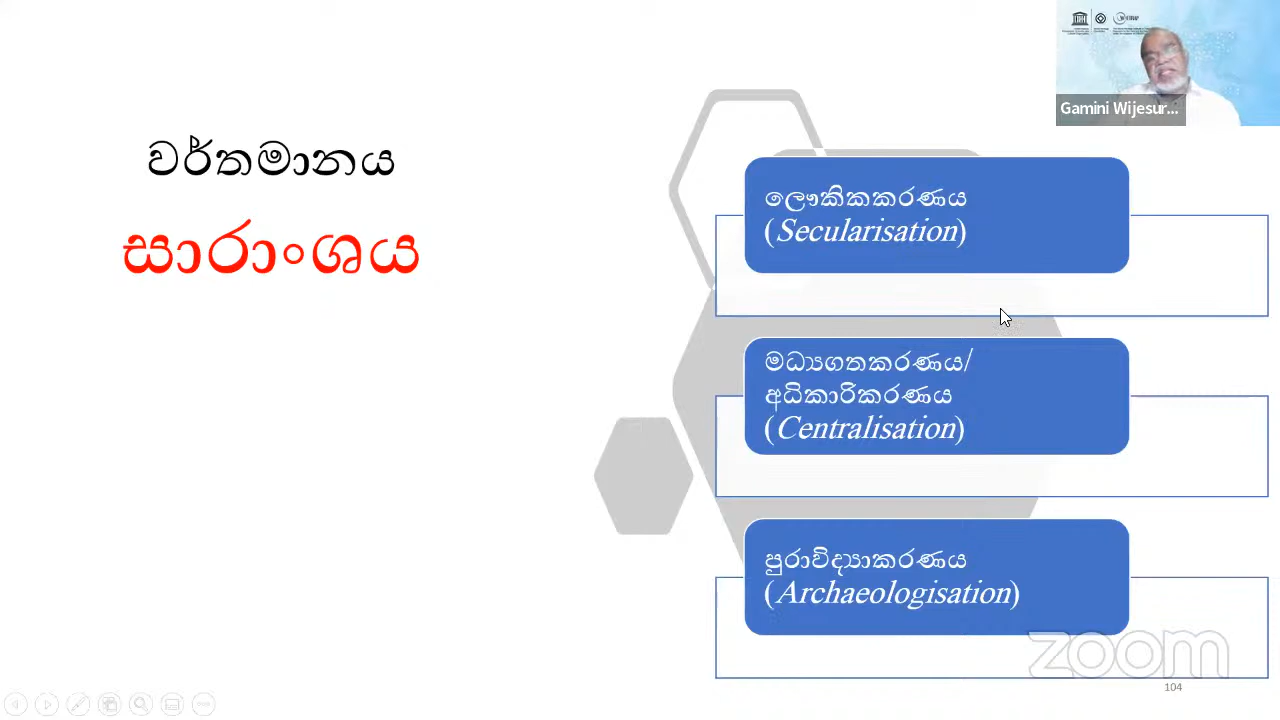 Gamini Wijesur...
වර්තමානය
සාරාංශය
ලෞකිකකරණය
(Secularisation)
මධ්‍යගතකරණය/
අධිකාරිකරණය
(Centralisation)
පුරාවිද්‍යාකරණය
(Archaeologisation)
zoom
104